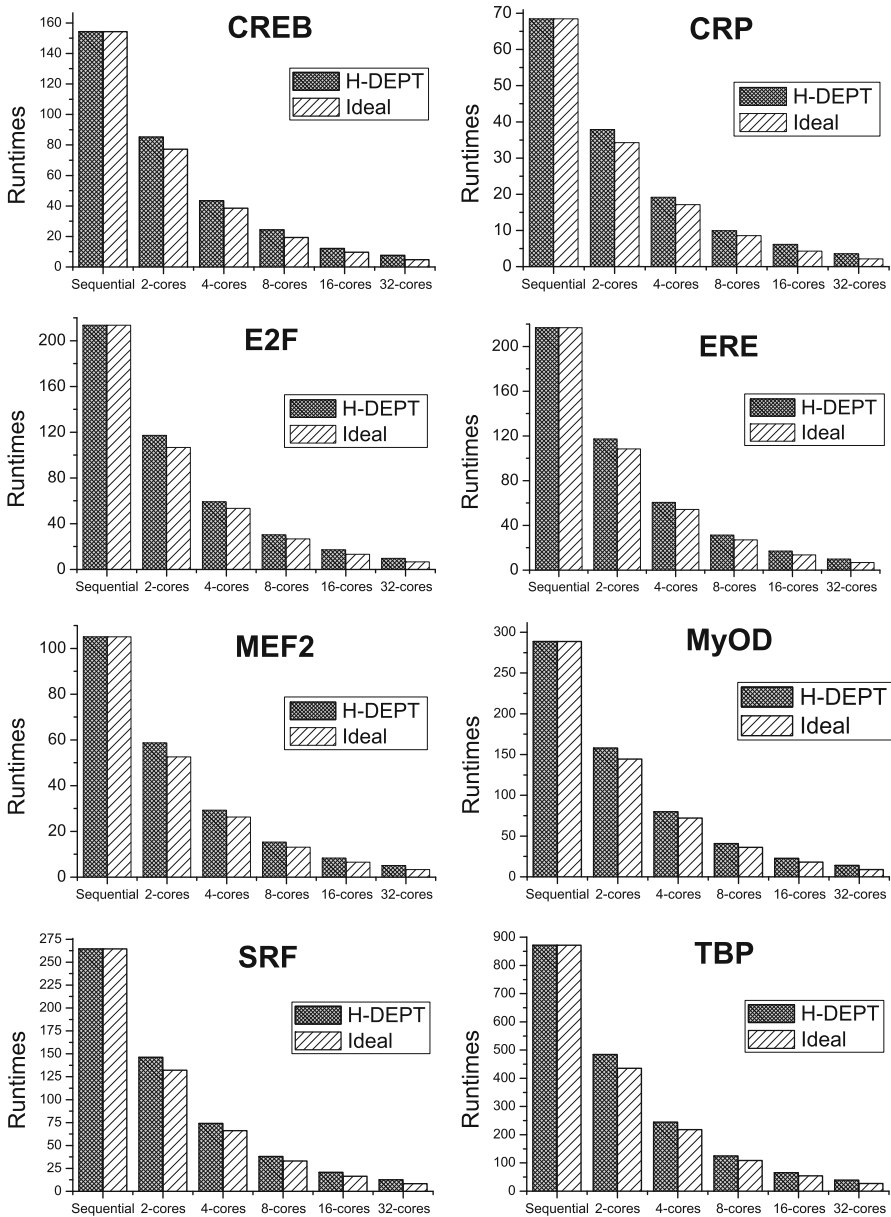 CREB
Runtimes
160
140
120
100
80
60
40
20
0
H-DEPT
Ideal
Sequential 2-cores 4-cores 8-cores 16-cores 32-cores
CRP
Runtimes
70
60
50
40
30
20
10
0
H-DEPT
Ideal
Sequential 2-cores 4-cores 8-cores 16-cores 32-cores
E2F
Runtimes
200
160
120
80
40
0
H-DEPT
Ideal
Sequential 2-cores 4-cores 8-cores 16-cores 32-cores
ERE
Runtimes
200
160
120
80
40
0
H-DEPT
Ideal
Sequential 2-cores 4-cores 8-cores 16-cores 32-cores
MEF2
Runtimes
100
80
60
40
20
0
H-DEPT
Ideal
Sequential 2-cores 4-cores 8-cores 16-cores 32-cores
MyOD
Runtimes
300
250
200
150
100
50
0
H-DEPT
Ideal
Sequential 2-cores 4-cores 8-cores 16-cores 32-cores
SRF
Runtimes
275
250
225
200
175
150
125
100
75
50
25
0
H-DEPT
Ideal
Sequential 2-cores 4-cores 8-cores 16-cores 32-cores
TBP
Runtimes
900
800
700
600
500
400
300
200
100
0
H-DEPT
Ideal
Sequential 2-cores 4-cores 8-cores 16-cores 32-cores